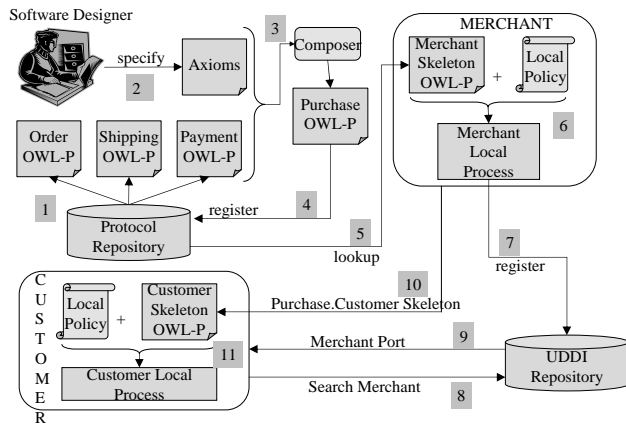 Software Designer
specify
2
Axioms
3
Composer
Purchase
OWL-P
Order
OWL-P
Shipping
OWL-P
Payment
OWL-P
1
Protocol
Repository
register
4
5
lookup
MERCHANT
Merchant
Skeleton
OWL-P
+
Local
Policy
6
Merchant
Local
Process
7
register
10
Purchase.Customer Skeleton
CUSTOMER
Local
Policy
+
Customer
Skeleton
OWL-P
11
Customer Local
Process
Merchant Port
9
Search Merchant
8
UDDI
Repository